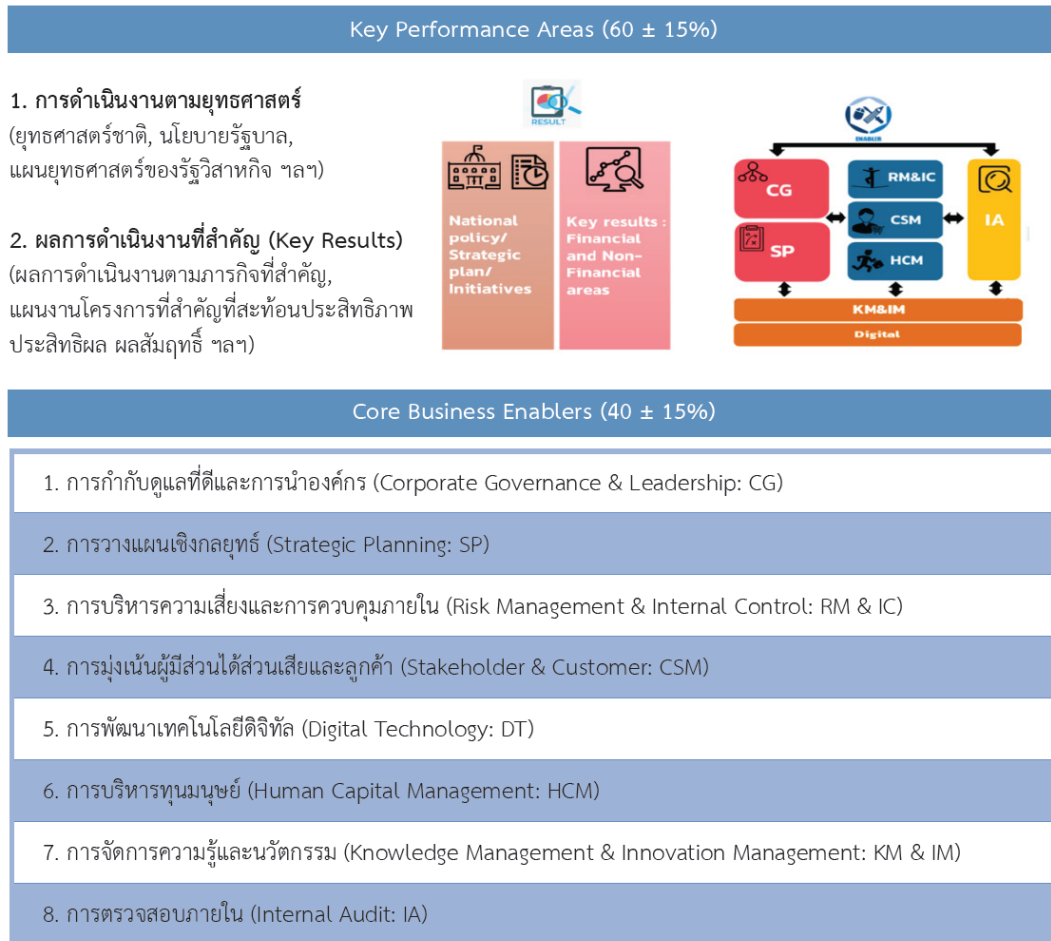 Key Performance Areas (60 ± 15%)
1. การดำเนินงานตามยุทธศาสตร์
(ยุทธศาสตร์ชาติ, นโยบายรัฐบาล,
แผนยุทธศาสตร์ของรัฐวิสาหกิจ ฯลฯ)
2. ผลการดำเนินงานที่สำคัญ (Key Results)
(ผลการดำเนินงานตามภารกิจที่สำคัญ,
แผนงานโครงการที่สำคัญที่สะท้อนประสิทธิภาพ
ประสิทธิผล ผลสัมฤทธิ์ ฯลฯ)
RESULT
National
policy/
Strategic
plan/
Initiatives
Key results :
Financial
and Non-
Financial
areas
ENABLER
CG
SP
RM&IC
CSM
HCM
IA
KM&IM
Digital
Core Business Enablers (40 ± 15%)
1. การกำกับดูแลที่ดีและการนำองค์กร (Corporate Governance & Leadership: CG)
2. การวางแผนเชิงกลยุทธ์ (Strategic Planning: SP)
3. การบริหารความเสี่ยงและการควบคุมภายใน (Risk Management & Internal Control: RM & IC)
4. การมุ่งเน้นผู้มีส่วนได้ส่วนเสียและลูกค้า (Stakeholder & Customer: CSM)
5. การพัฒนาเทคโนโลยีดิจิทัล (Digital Technology: DT)
6. การบริหารทุนมนุษย์ (Human Capital Management: HCM)
7. การจัดการความรู้และนวัตกรรม (Knowledge Management & Innovation Management: KM & IM)
8. การตรวจสอบภายใน (Internal Audit: IA)